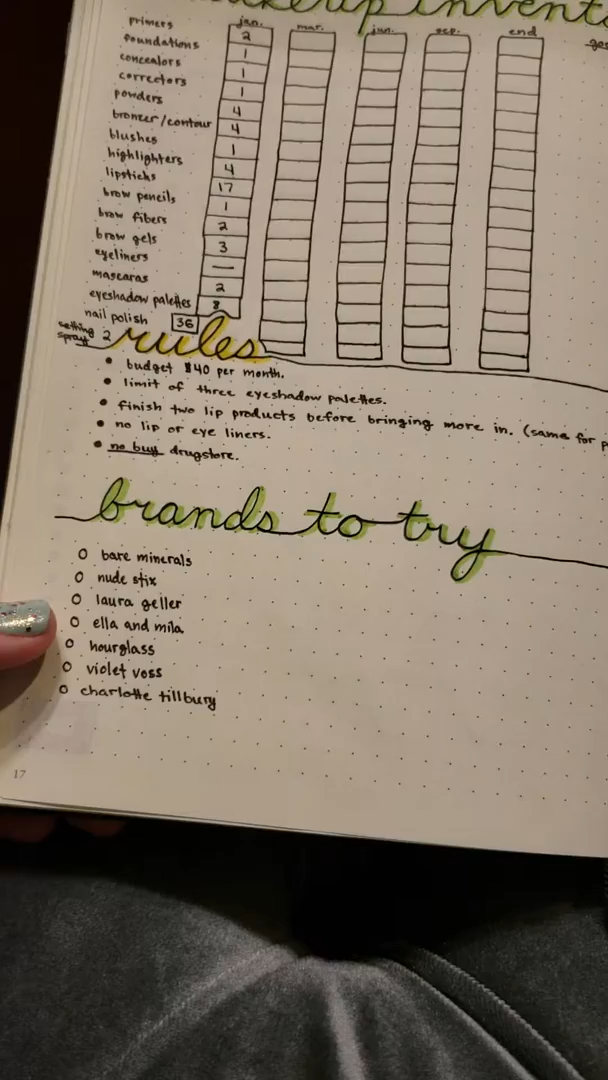 makeup invento
jan. mar. jun. sep. end
primers 2
foundations 1
concealors 1
correctors 1
powders 4
bronzer/contour 4
blushes 1
highlighters 4
lipsticks 17
brow pencils 1
brow fibers 2
brow gels 3
eyeliners —
mascaras 2
eyeshadow palettes 8
nail polish 36
setting spray 2
rules
• budget $40 per month.
• limit of three eyeshadow palettes.
• finish two lip products before bringing more in. (same for p
• no lip or eye liners.
• no buy drugstore.
brands to try
O bare minerals
O nude stix
O laura geller
O ella and mila
O hourglass
O violet voss
O charlotte tillbury
17